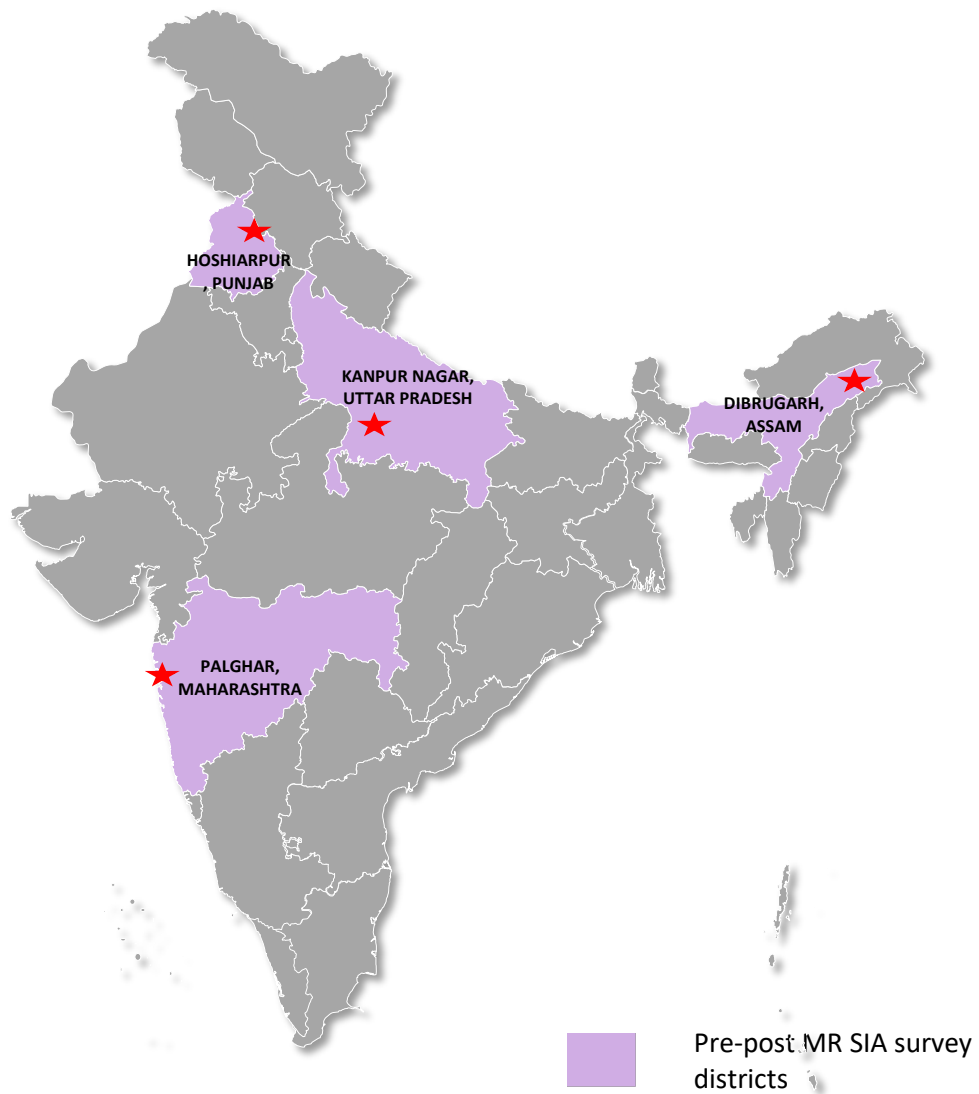 HOSHIARPUR
, PUNJAB
KANPUR NAGAR,
UTTAR PRADESH
DIBRUGARH,
ASSAM
PALGHAR,
MAHARASHTRA
Pre-post MR SIA survey
districts